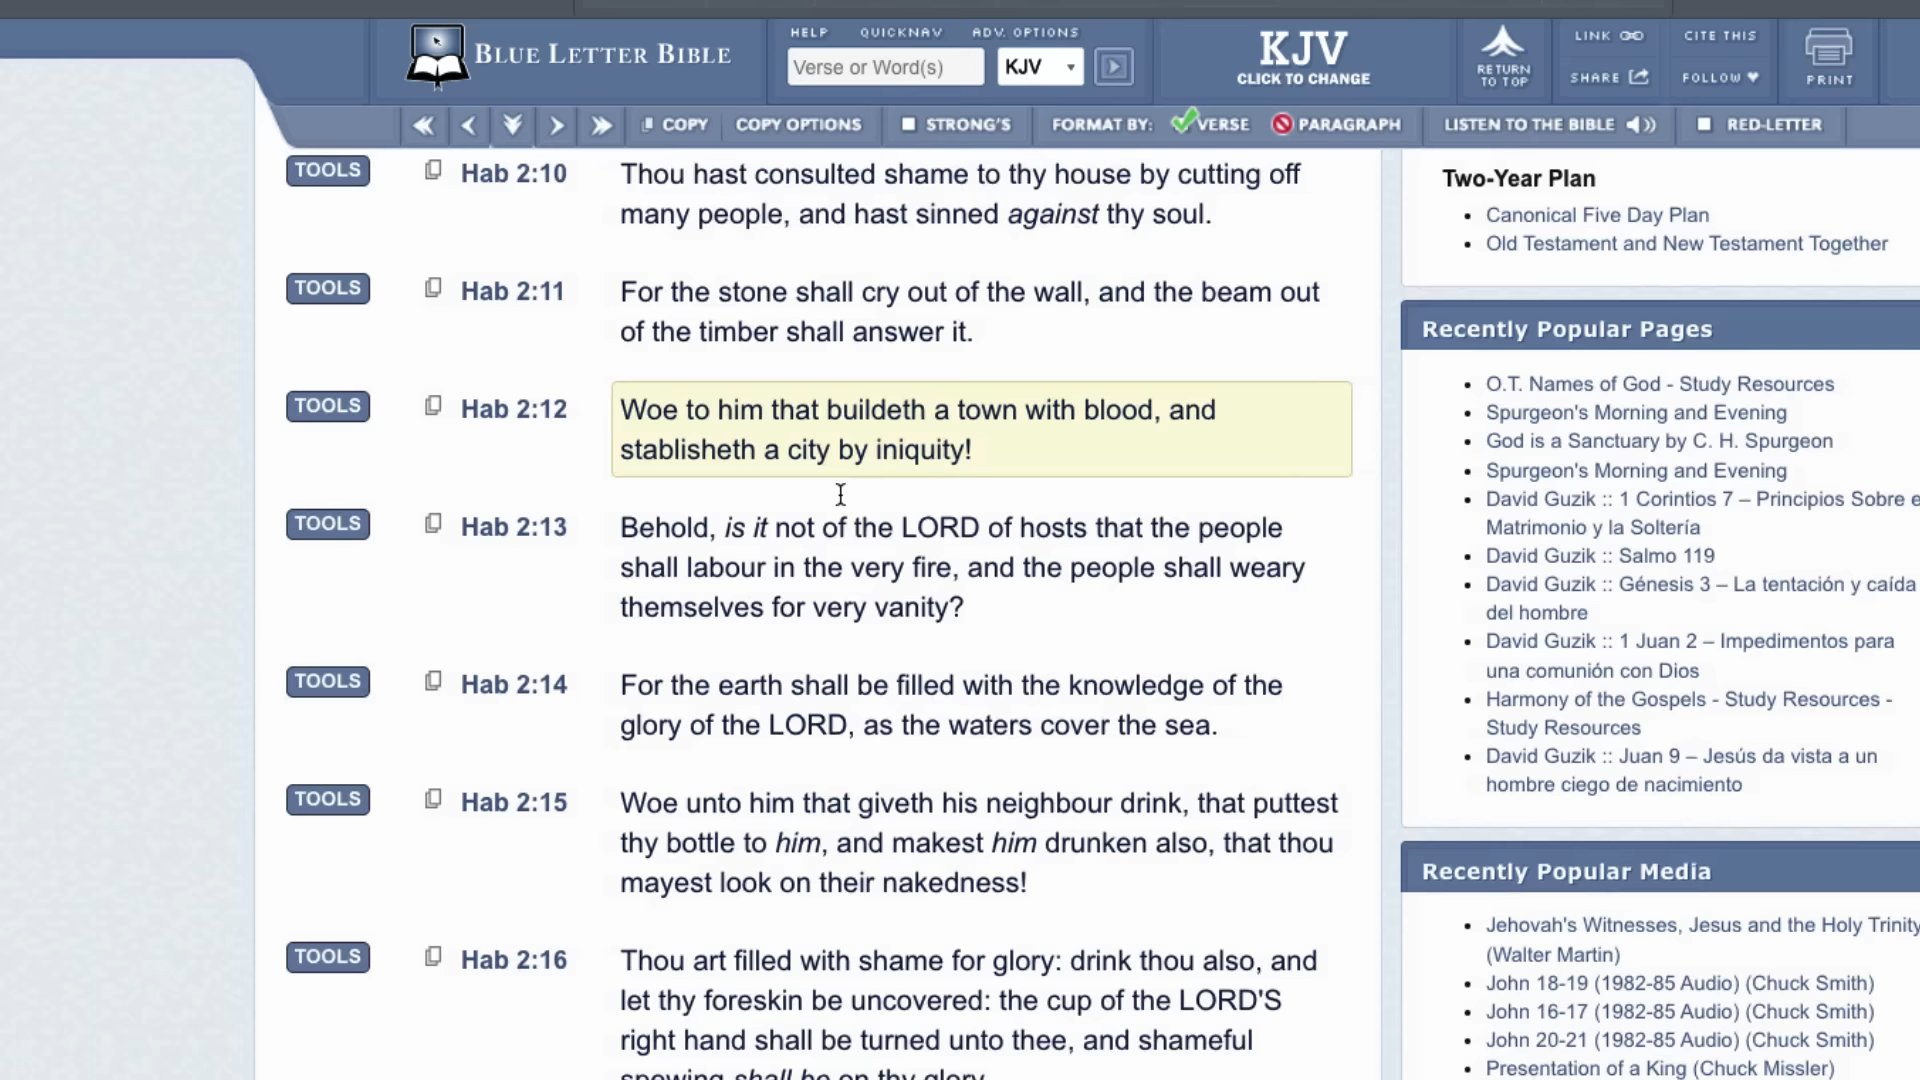 BLUE LETTER BIBLE
HELP QUICKNAV ADV. OPTIONS
Verse or Word(s) KJV
KJV
CLICK TO CHANGE
RETURN
TO TOP
LINK
SHARE
CITE THIS
FOLLOW
PRINT
COPY COPY OPTIONS STRONG'S FORMAT BY: VERSE PARAGRAPH LISTEN TO THE BIBLE RED-LETTER
TOOLS Hab 2:10 Thou hast consulted shame to thy house by cutting off
many people, and hast sinned against thy soul.
TOOLS Hab 2:11 For the stone shall cry out of the wall, and the beam out
of the timber shall answer it.
TOOLS Hab 2:12 Woe to him that buildeth a town with blood, and
stablisheth a city by iniquity!
TOOLS Hab 2:13 Behold, is it not of the LORD of hosts that the people
shall labour in the very fire, and the people shall weary
themselves for very vanity?
TOOLS Hab 2:14 For the earth shall be filled with the knowledge of the
glory of the LORD, as the waters cover the sea.
TOOLS Hab 2:15 Woe unto him that giveth his neighbour drink, that puttest
thy bottle to him, and makest him drunken also, that thou
mayest look on their nakedness!
TOOLS Hab 2:16 Thou art filled with shame for glory: drink thou also, and
let thy foreskin be uncovered: the cup of the LORD'S
right hand shall be turned unto thee, and shameful
spewing shall be on thy glory.
Two-Year Plan
Canonical Five Day Plan
Old Testament and New Testament Together
Recently Popular Pages
O.T. Names of God - Study Resources
Spurgeon's Morning and Evening
God is a Sanctuary by C. H. Spurgeon
Spurgeon's Morning and Evening
David Guzik :: 1 Corintios 7 – Principios Sobre e
Matrimonio y la Soltería
David Guzik :: Salmo 119
David Guzik :: Génesis 3 – La tentación y caída
del hombre
David Guzik :: 1 Juan 2 – Impedimentos para
una comunión con Dios
Harmony of the Gospels - Study Resources -
Study Resources
David Guzik :: Juan 9 – Jesús da vista a un
hombre ciego de nacimiento
Recently Popular Media
Jehovah's Witnesses, Jesus and the Holy Trinity
(Walter Martin)
John 18-19 (1982-85 Audio) (Chuck Smith)
John 16-17 (1982-85 Audio) (Chuck Smith)
John 20-21 (1982-85 Audio) (Chuck Smith)
Presentation of a King (Chuck Missler)